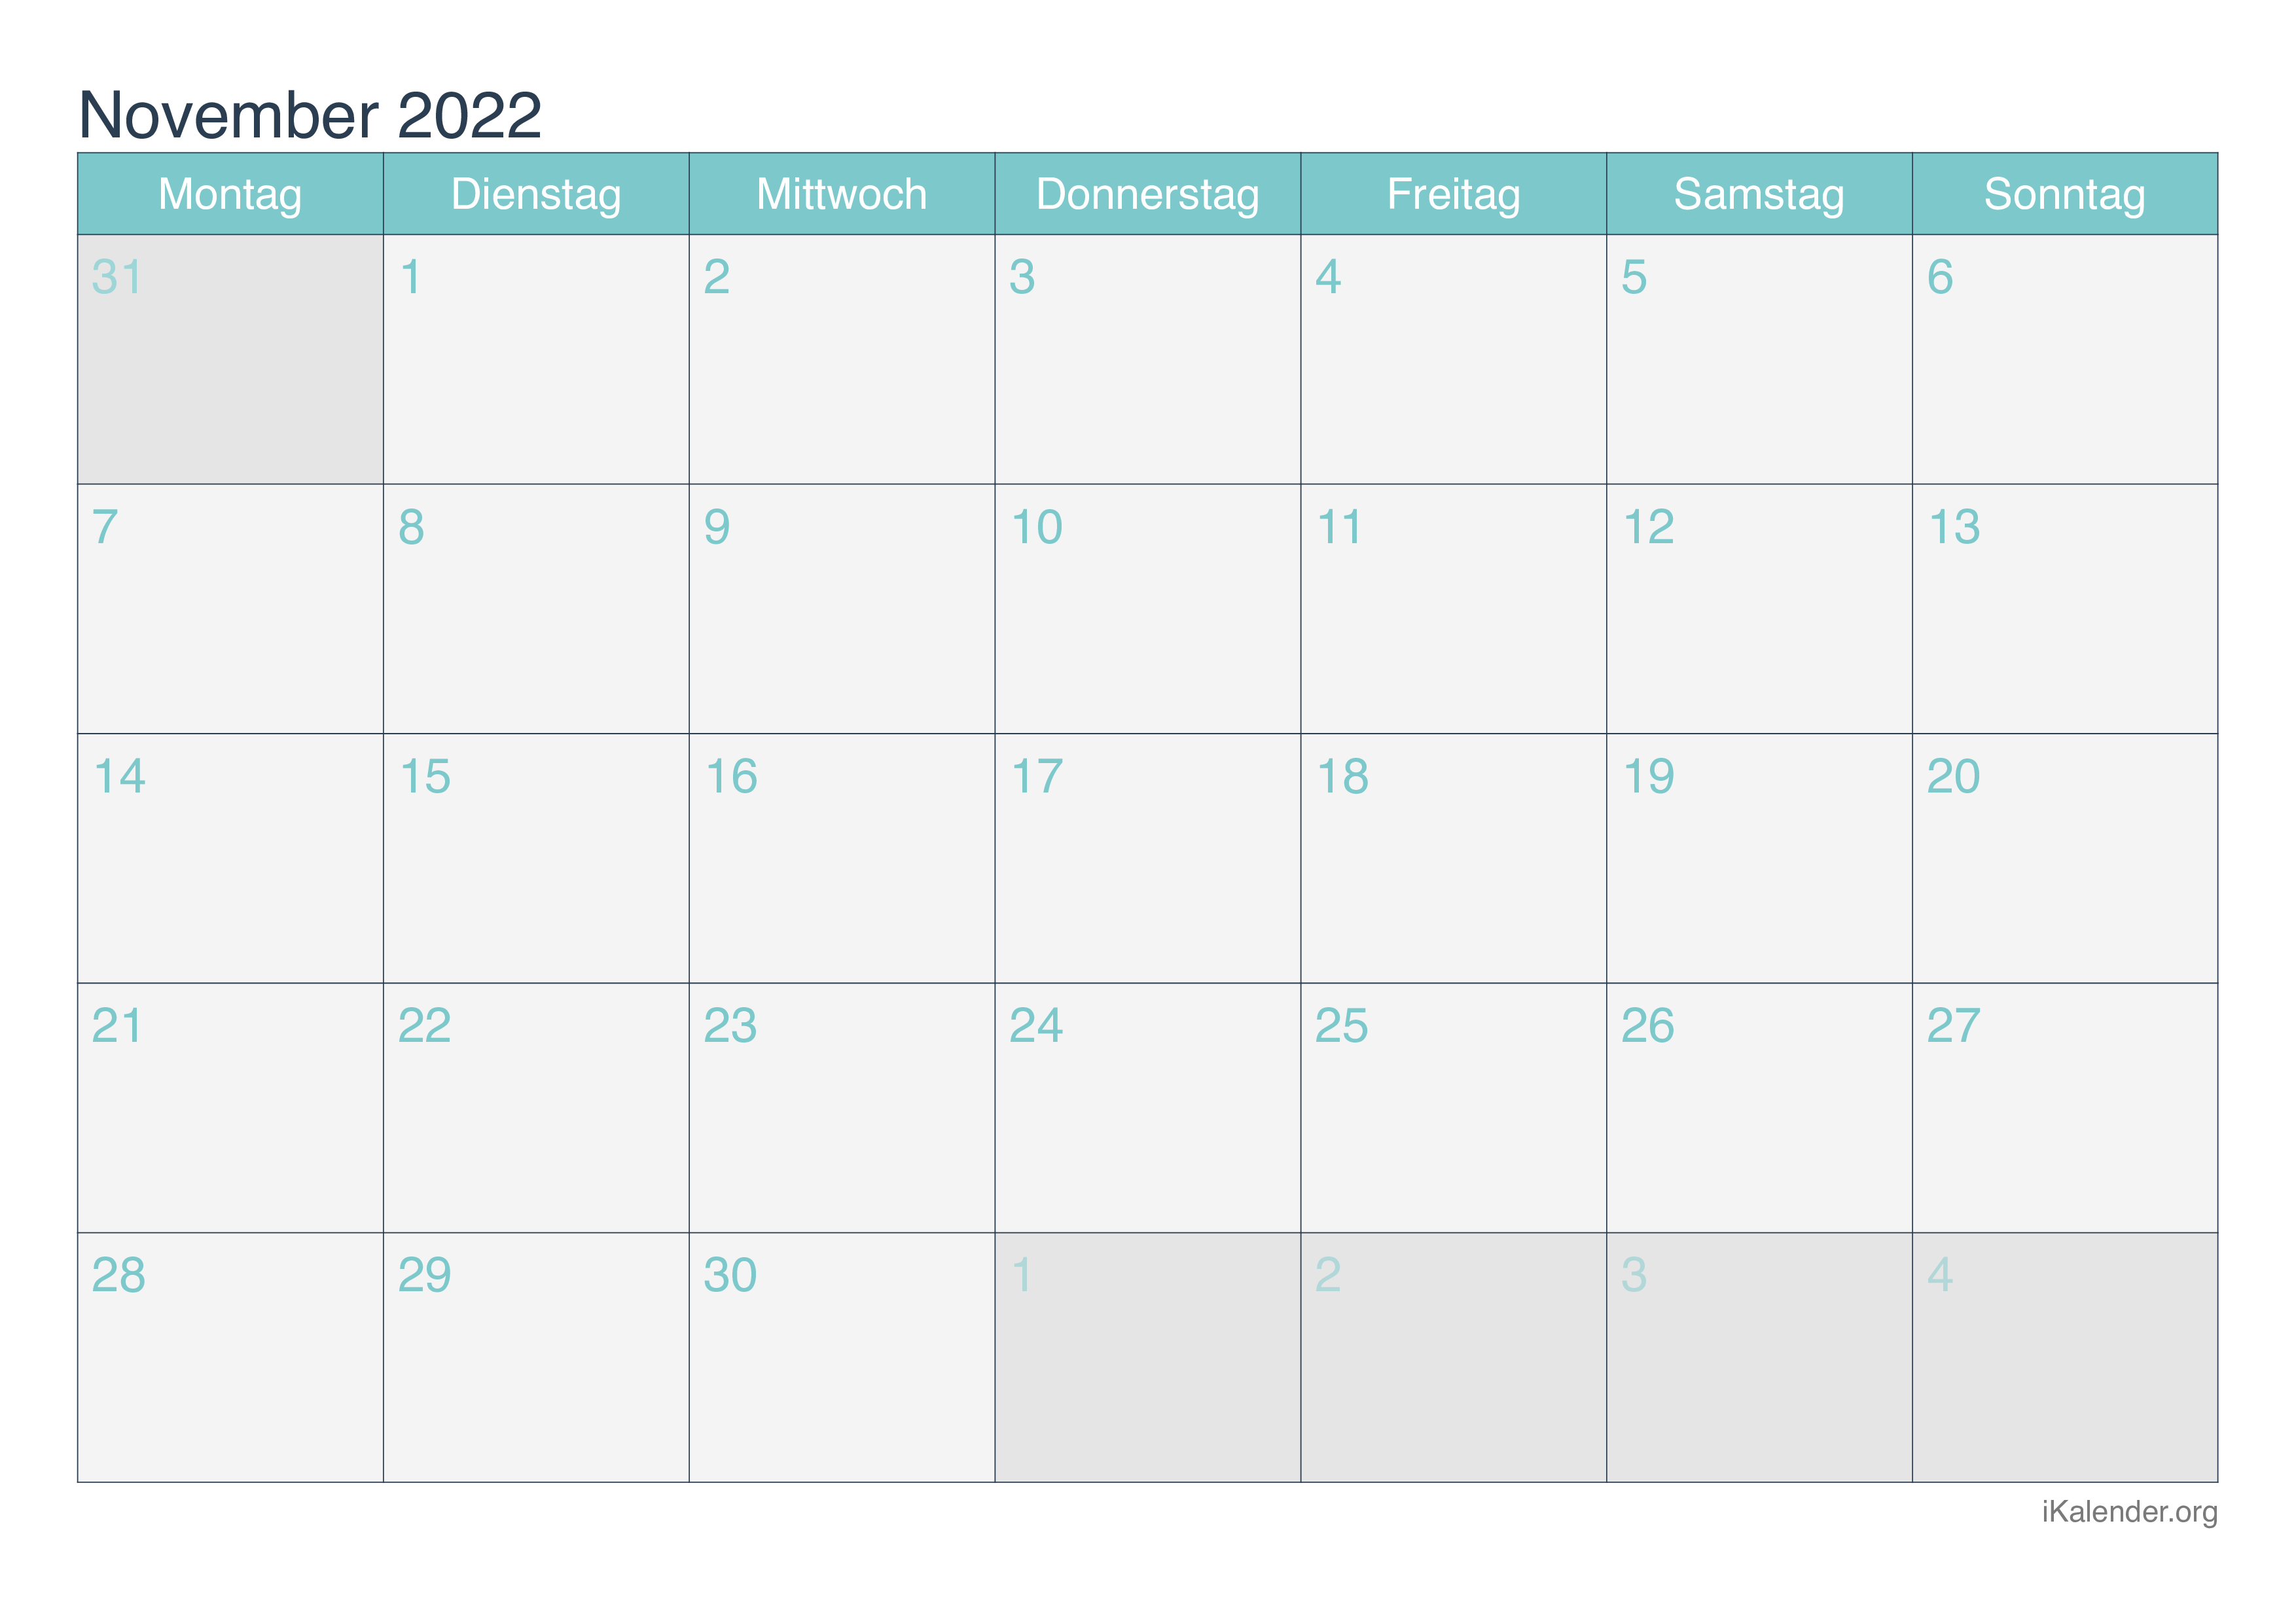 November 2022
Montag Dienstag Mittwoch Donnerstag Freitag Samstag Sonntag
31 1 2 3 4 5 6
7 8 9 10 11 12 13
14 15 16 17 18 19 20
21 22 23 24 25 26 27
28 29 30 1 2 3 4
iKalender.org